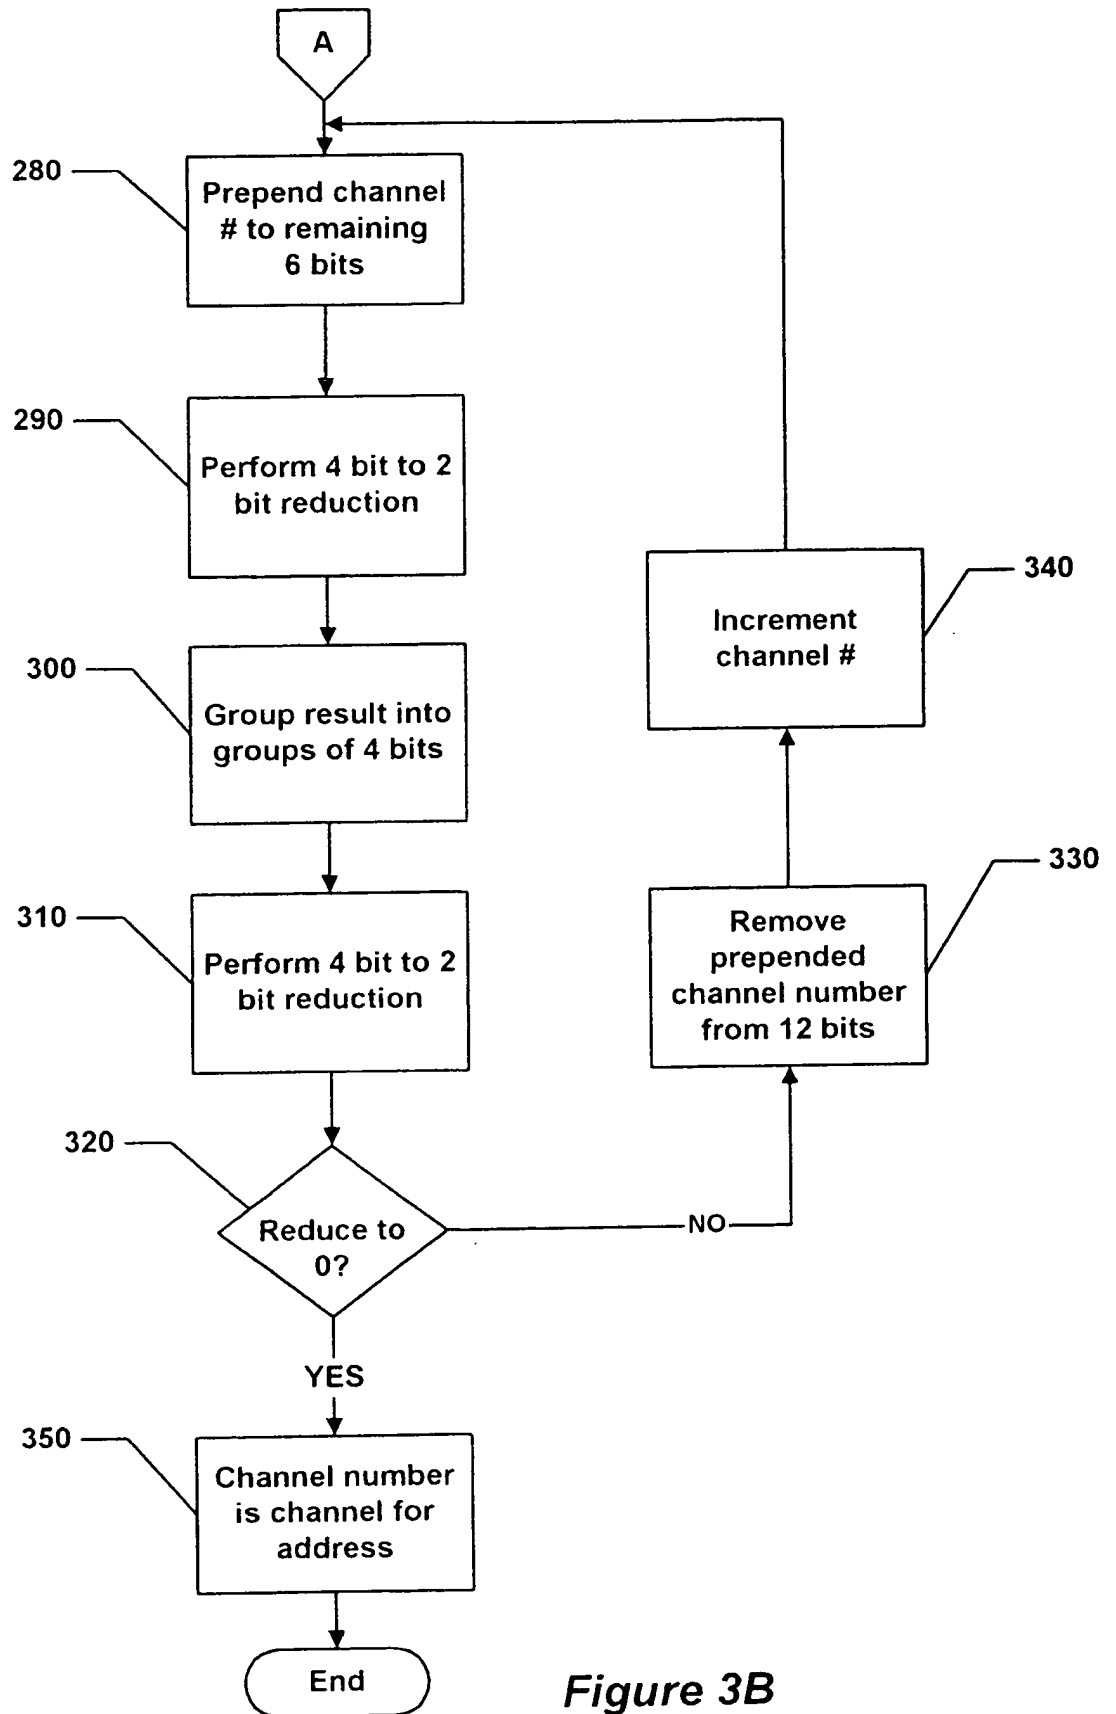 A
280
Prepend channel
# to remaining
6 bits
290
Perform 4 bit to 2
bit reduction
340
Increment
channel #
300
Group result into
groups of 4 bits
330
Remove
prepended
channel number
from 12 bits
310
Perform 4 bit to 2
bit reduction
320
Reduce to
0?
NO
YES
350
Channel number
is channel for
address
End
Figure 3B